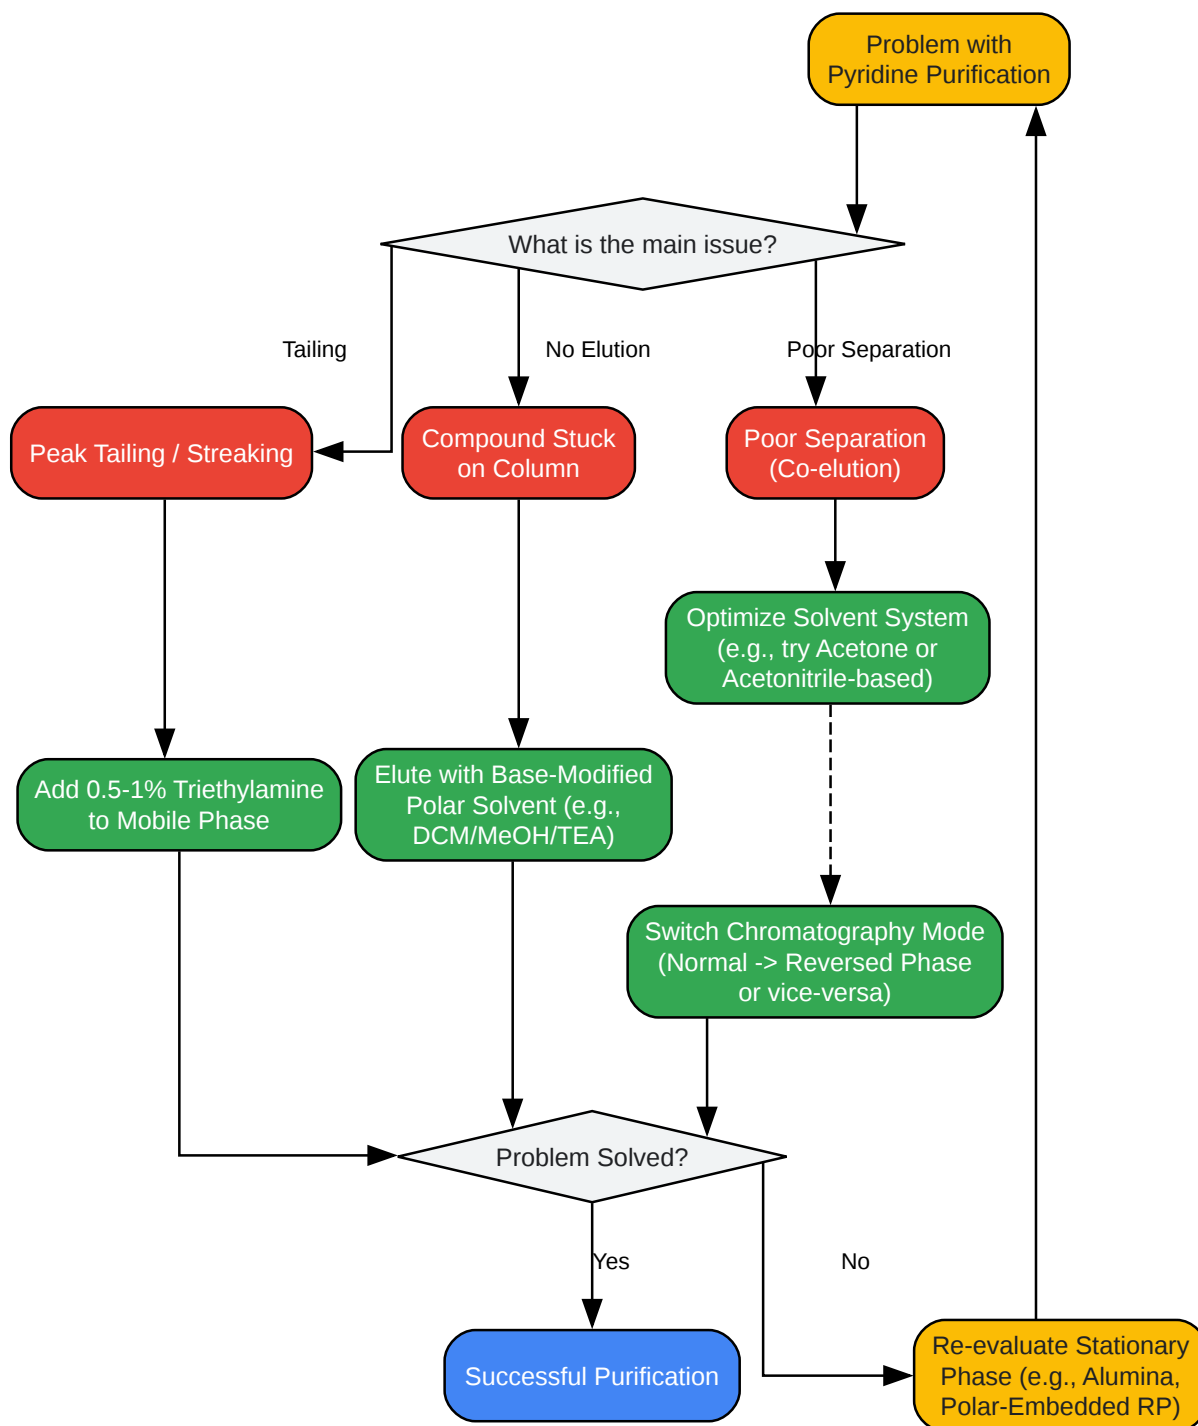 Problem with
Pyridine Purification
What is the main issue?
Tailing
No Elution
Poor Separation
Peak Tailing / Streaking
Compound Stuck
on Column
Poor Separation
(Co-elution)
Optimize Solvent System
(e.g., try Acetone or
Acetonitrile-based)
Add 0.5-1% Triethylamine
to Mobile Phase
Elute with Base-Modified
Polar Solvent (e.g.,
DCM/MeOH/TEA)
Switch Chromatography Mode
(Normal -> Reversed Phase
or vice-versa)
Problem Solved?
Yes
No
Successful Purification
Re-evaluate Stationary
Phase (e.g., Alumina,
Polar-Embedded RP)